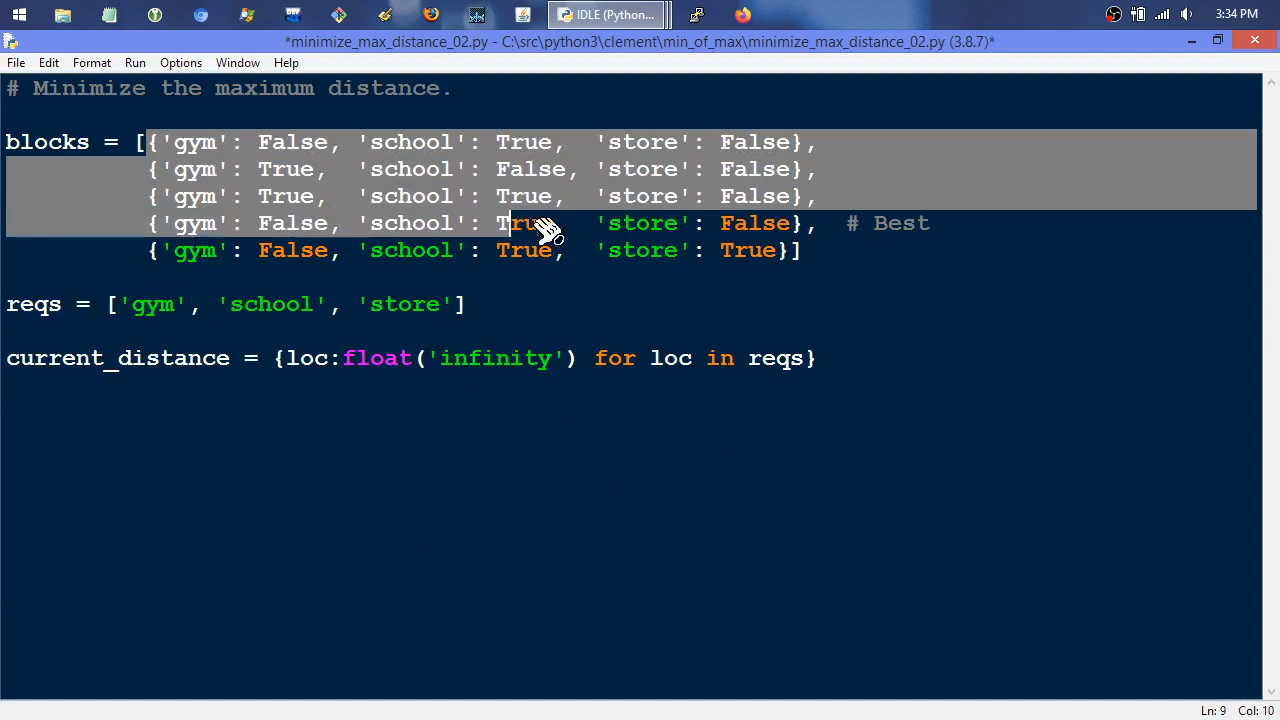 IDLE (Python...
3:34 PM
*minimize_max_distance_02.py - C:\src\python3\clement\min_of_max\minimize_max_distance_02.py (3.8.7)*
File Edit Format Run Options Window Help
# Minimize the maximum distance.
blocks = [{'gym': False, 'school': True,  'store': False},
          {'gym': True,  'school': False, 'store': False},
          {'gym': True,  'school': True,  'store': False},
          {'gym': False, 'school': True,  'store': False},  # Best
          {'gym': False, 'school': True,  'store': True}]
reqs = ['gym', 'school', 'store']
current_distance = {loc:float('infinity') for loc in reqs}
Ln: 9 Col: 10